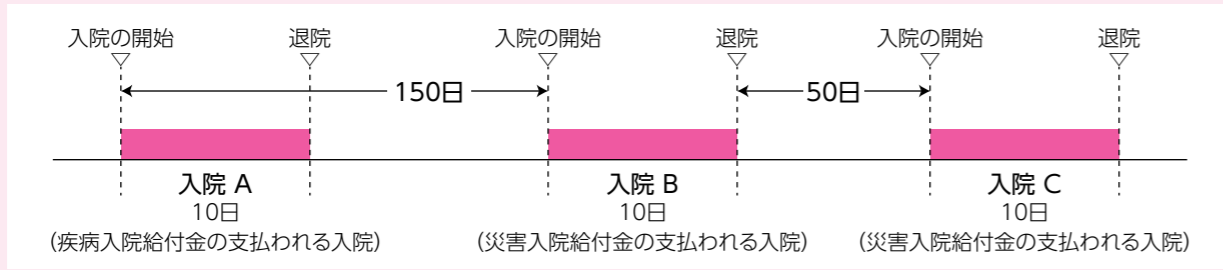 入院の開始 退院 入院の開始 退院 入院の開始 退院
150日 50日
入院 A 入院 B 入院 C
10日 10日 10日
(疾病入院給付金の支払われる入院) (災害入院給付金の支払われる入院) (災害入院給付金の支払われる入院)